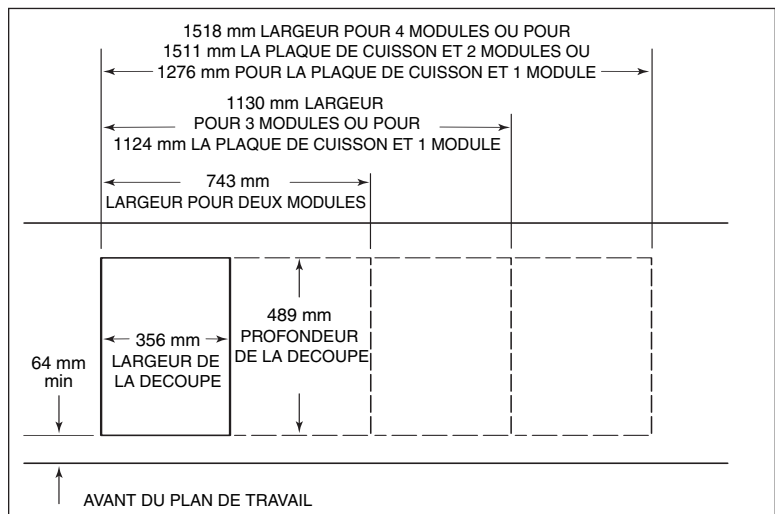 1518 mm LARGEUR POUR 4 MODULES OU POUR
1511 mm LA PLAQUE DE CUISSON ET 2 MODULES OU
1276 mm POUR LA PLAQUE DE CUISSON ET 1 MODULE
1130 mm LARGEUR
POUR 3 MODULES OU POUR
1124 mm LA PLAQUE DE CUISSON ET 1 MODULE
743 mm
LARGEUR POUR DEUX MODULES
356 mm
LARGEUR DE
LA DECOUPE
489 mm
PROFONDEUR
DE LA DECOUPE
64 mm
min
AVANT DU PLAN DE TRAVAIL